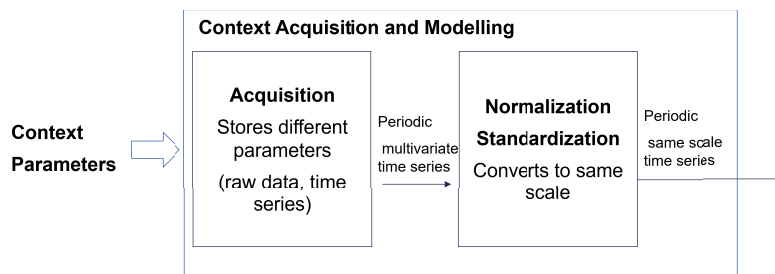 Context Acquisition and Modelling
Context
Parameters
Acquisition
Stores different
parameters
(raw data, time
series)
Periodic
multivariate
time series
Normalization
Standardization
Converts to same
scale
Periodic
same scale
time series